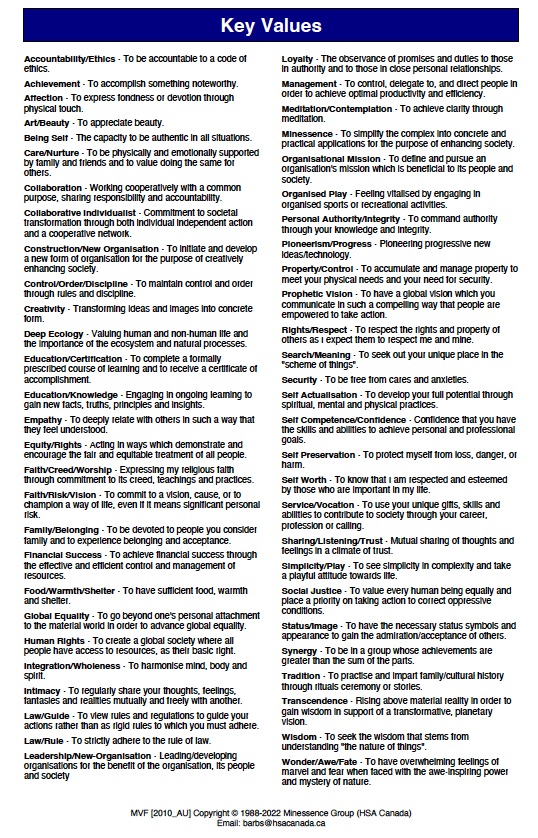 Key Values
Accountability/Ethics - To be accountable to a code of
ethics.
Achievement - To accomplish something noteworthy.
Affection - To express fondness or devotion through
physical touch.
Art/Beauty - To appreciate beauty.
Being Self - The capacity to be authentic in all situations.
Care/Nurture - To be physically and emotionally supported
by family and friends and to value doing the same for
others.
Collaboration - Working cooperatively with a common
purpose, sharing responsibility and accountability.
Collaborative Individualist - Commitment to societal
transformation through both individual independent action
and a cooperative network.
Construction/New Organisation - To initiate and develop
a new form of organisation for the purpose of creatively
enhancing society.
Control/Order/Discipline - To maintain control and order
through rules and discipline.
Creativity - Transforming ideas and images into concrete
form.
Deep Ecology - Valuing human and non-human life and
the importance of the ecosystem and natural processes.
Education/Certification - To complete a formally
prescribed course of learning and to receive a certificate of
accomplishment.
Education/Knowledge - Engaging in ongoing learning to
gain new facts, truths, principles and insights.
Empathy - To deeply relate with others in such a way that
they feel understood.
Equity/Rights - Acting in ways which demonstrate and
encourage the fair and equitable treatment of all people.
Faith/Creed/Worship - Expressing my religious faith
through commitment to its creed, teachings and practices.
Faith/Risk/Vision - To commit to a vision, cause, or to
champion a way of life, even if it means significant personal
risk.
Family/Belonging - To be devoted to people you consider
family and to experience belonging and acceptance.
Financial Success - To achieve financial success through
the effective and efficient control and management of
resources.
Food/Warmth/Shelter - To have sufficient food, warmth
and shelter.
Global Equality - To go beyond one's personal attachment
to the material world in order to advance global equality.
Human Rights - To create a global society where all
people have access to resources, as their basic right.
Integration/Wholeness - To harmonise mind, body and
spirit.
Intimacy - To regularly share your thoughts, feelings,
fantasies and realities mutually and freely with another.
Law/Guide - To view rules and regulations to guide your
actions rather than as rigid rules to which you must adhere.
Law/Rule - To strictly adhere to the rule of law.
Leadership/New-Organisation - Leading/developing
organisations for the benefit of the organisation, its people
and society
Loyalty - The observance of promises and duties to those
in authority and to those in close personal relationships.
Management - To control, delegate to, and direct people in
order to achieve optimal productivity and efficiency.
Meditation/Contemplation - To achieve clarity through
meditation.
Minessence - To simplify the complex into concrete and
practical applications for the purpose of enhancing society.
Organisational Mission - To define and pursue an
organisation's mission which is beneficial to its people and
society.
Organised Play - Feeling vitalised by engaging in
organised sports or recreational activities.
Personal Authority/Integrity - To command authority
through your knowledge and integrity.
Pioneerism/Progress - Pioneering progressive new
ideas/technology.
Property/Control - To accumulate and manage property to
meet your physical needs and your need for security.
Prophetic Vision - To have a global vision which you
communicate in such a compelling way that people are
empowered to take action.
Rights/Respect - To respect the rights and property of
others as I expect them to respect me and mine.
Search/Meaning - To seek out your unique place in the
"scheme of things".
Security - To be free from cares and anxieties.
Self Actualisation - To develop your full potential through
spiritual, mental and physical practices.
Self Competence/Confidence - Confidence that you have
the skills and abilities to achieve personal and professional
goals.
Self Preservation - To protect myself from loss, danger, or
harm.
Self Worth - To know that I am respected and esteemed
by those who are important in my life.
Service/Vocation - To use your unique gifts, skills and
abilities to contribute to society through your career,
profession or calling.
Sharing/Listening/Trust - Mutual sharing of thoughts and
feelings in a climate of trust.
Simplicity/Play - To see simplicity in complexity and take
a playful attitude towards life.
Social Justice - To value every human being equally and
place a priority on taking action to correct oppressive
conditions.
Status/Image - To have the necessary status symbols and
appearance to gain the admiration/acceptance of others.
Synergy - To be in a group whose achievements are
greater than the sum of the parts.
Tradition - To practise and impart family/cultural history
through rituals ceremony or stories.
Transcendence - Rising above material reality in order to
gain wisdom in support of a transformative, planetary
vision.
Wisdom - To seek the wisdom that stems from
understanding "the nature of things".
Wonder/Awe/Fate - To have overwhelming feelings of
marvel and fear when faced with the awe-inspiring power
and mystery of nature.
MVF [2010_AU] Copyright © 1988-2022 Minessence Group (HSA Canada)
Email: barbs@hsacanada.ca